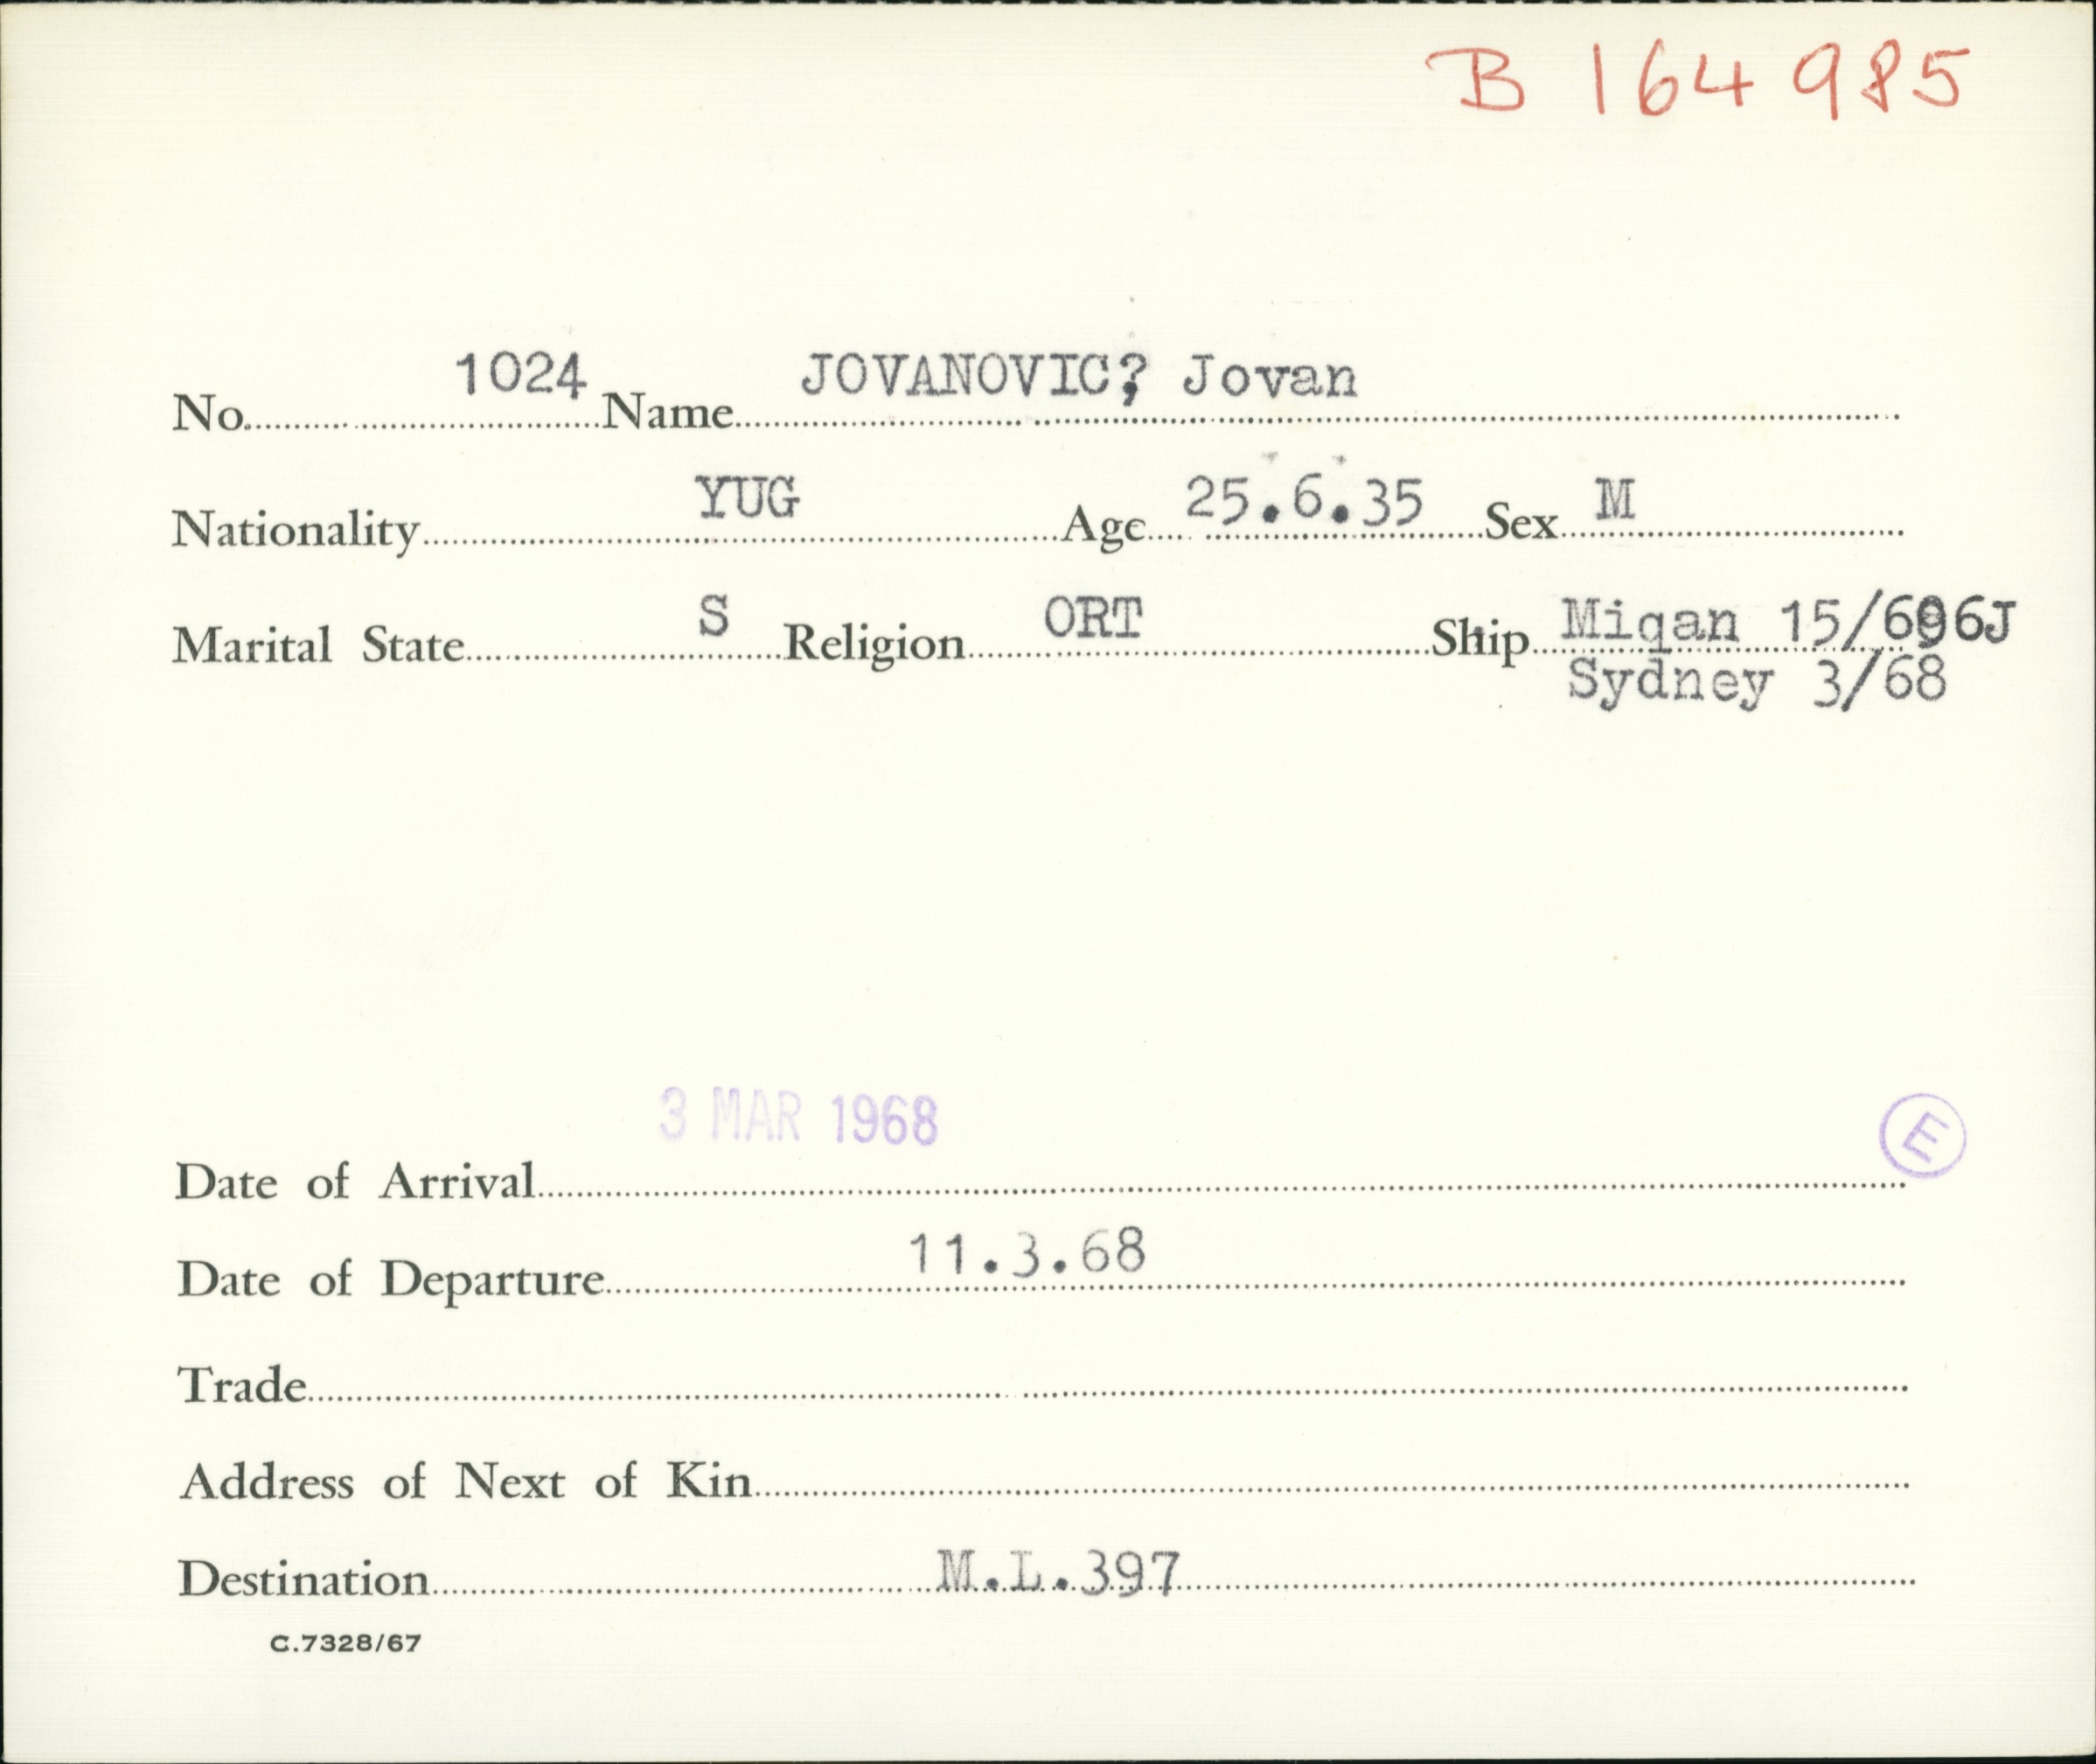 B 164 985
No. 1024 Name JOVANOVIC? Jovan
Nationality YUG Age 25.6.35 Sex M
Marital State S Religion ORT Ship Miqan 15/696J
Sydney 3/68
3 MAR 1968
E
Date of Arrival
Date of Departure 11.3.68
Trade
Address of Next of Kin
Destination M.L.397
C.7328/67